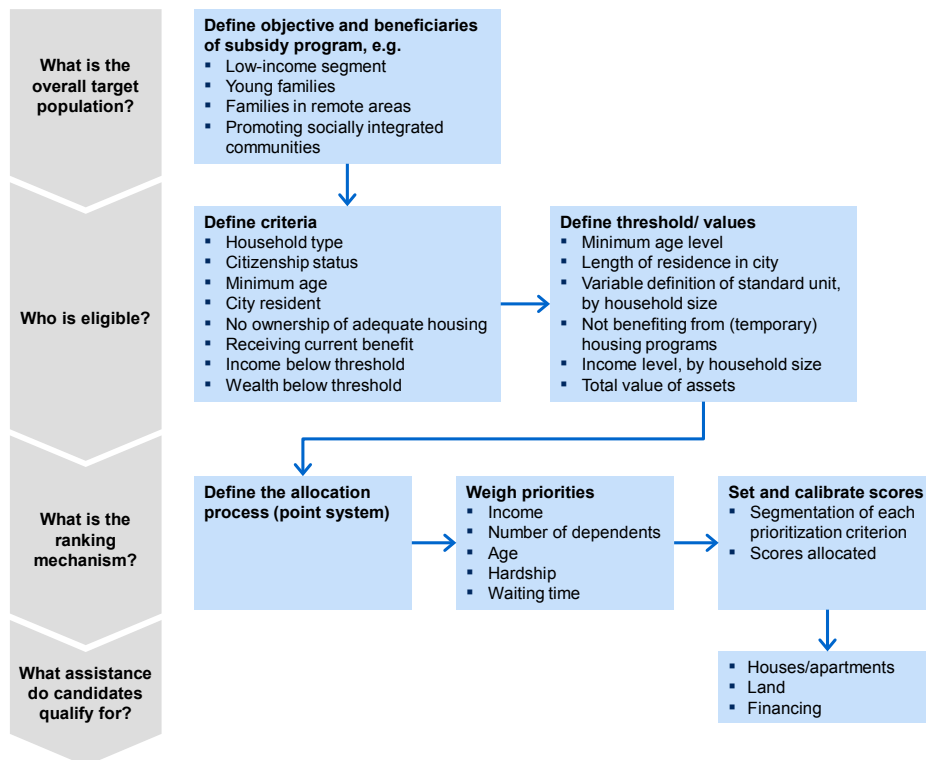 What is the
overall target
population?
Define objective and beneficiaries
of subsidy program, e.g.
▪ Low-income segment
▪ Young families
▪ Families in remote areas
▪ Promoting socially integrated
communities
Who is eligible?
Define criteria
▪ Household type
▪ Citizenship status
▪ Minimum age
▪ City resident
▪ No ownership of adequate housing
▪ Receiving current benefit
▪ Income below threshold
▪ Wealth below threshold
Define threshold/ values
▪ Minimum age level
▪ Length of residence in city
▪ Variable definition of standard unit,
by household size
▪ Not benefiting from (temporary)
housing programs
▪ Income level, by household size
▪ Total value of assets
What is the
ranking
mechanism?
Define the allocation
process (point system)
Weigh priorities
▪ Income
▪ Number of dependents
▪ Age
▪ Hardship
▪ Waiting time
Set and calibrate scores
▪ Segmentation of each
prioritization criterion
▪ Scores allocated
What assistance
do candidates
qualify for?
▪ Houses/apartments
▪ Land
▪ Financing